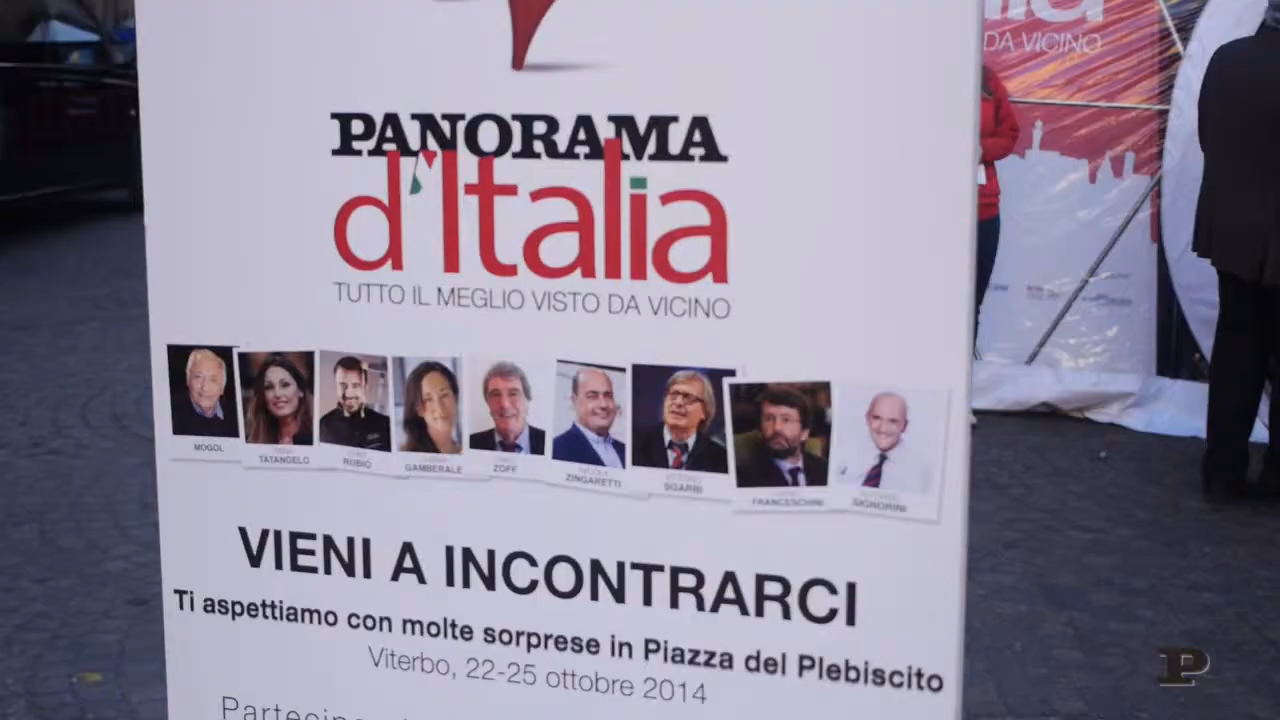 PANORAMA
d'Italia
TUTTO IL MEGLIO VISTO DA VICINO
MOGOL
TATANGELO
RUBIO
GAMBERALE
ZOFF
NICOLA
ZINGARETTI
SGARBI
FRANCESCHINI
SIGNORINI
VIENI A INCONTRARCI
Ti aspettiamo con molte sorprese in Piazza del Plebiscito
Viterbo, 22-25 ottobre 2014
DA VICINO
P